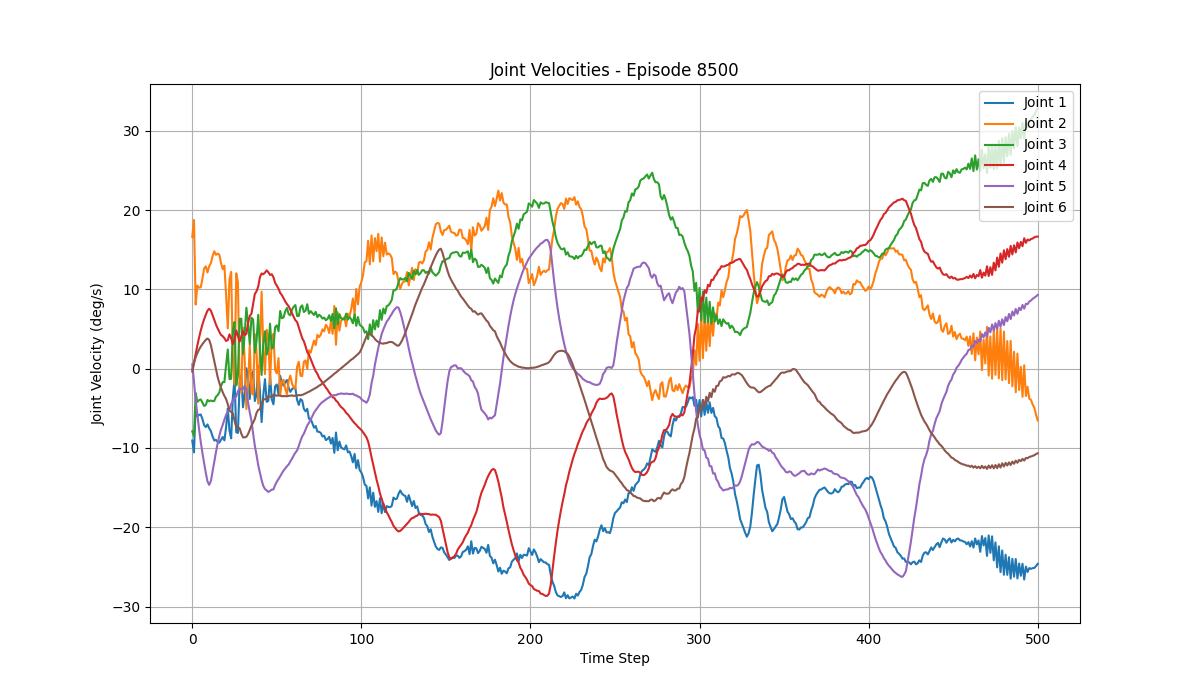 Joint Velocities - Episode 8500
Joint 1
Joint 2
Joint 3
Joint 4
Joint 5
Joint 6
Joint Velocity (deg/s)
30
20
10
0
−10
−20
−30
0
100
200
300
400
500
Time Step